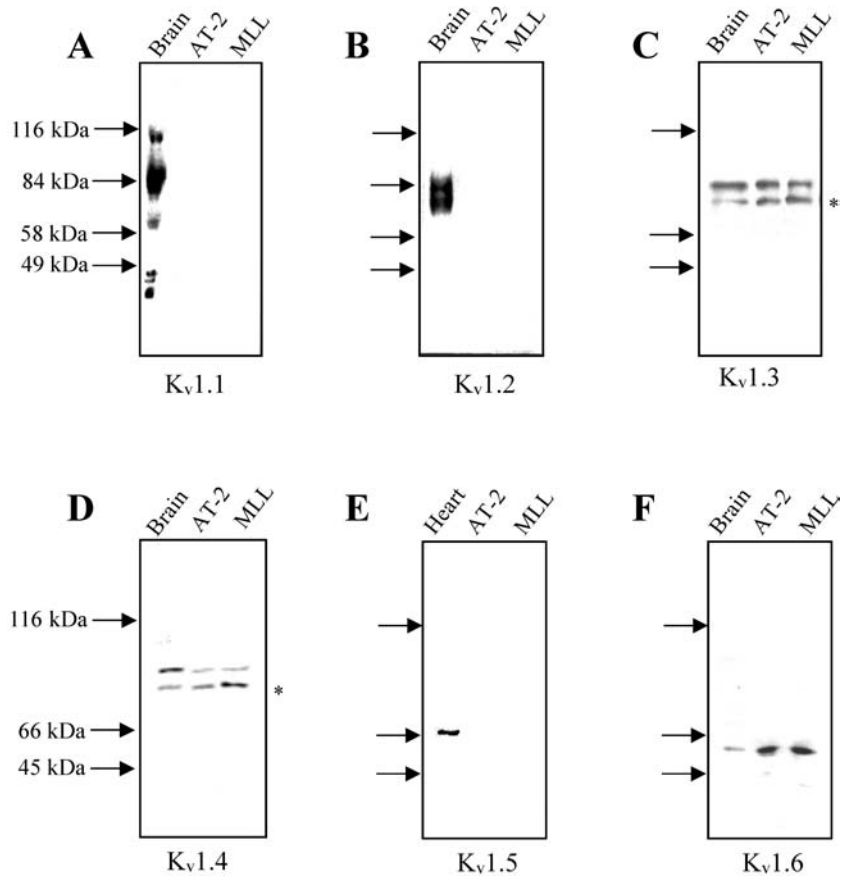 A
Brain AT-2 MLL
116 kDa
84 kDa
58 kDa
49 kDa
Kv1.1
B
Brain AT-2 MLL
Kv1.2
C
Brain AT-2 MLL
*
Kv1.3
D
Brain AT-2 MLL
116 kDa
66 kDa
45 kDa
*
Kv1.4
E
Heart AT-2 MLL
Kv1.5
F
Brain AT-2 MLL
Kv1.6